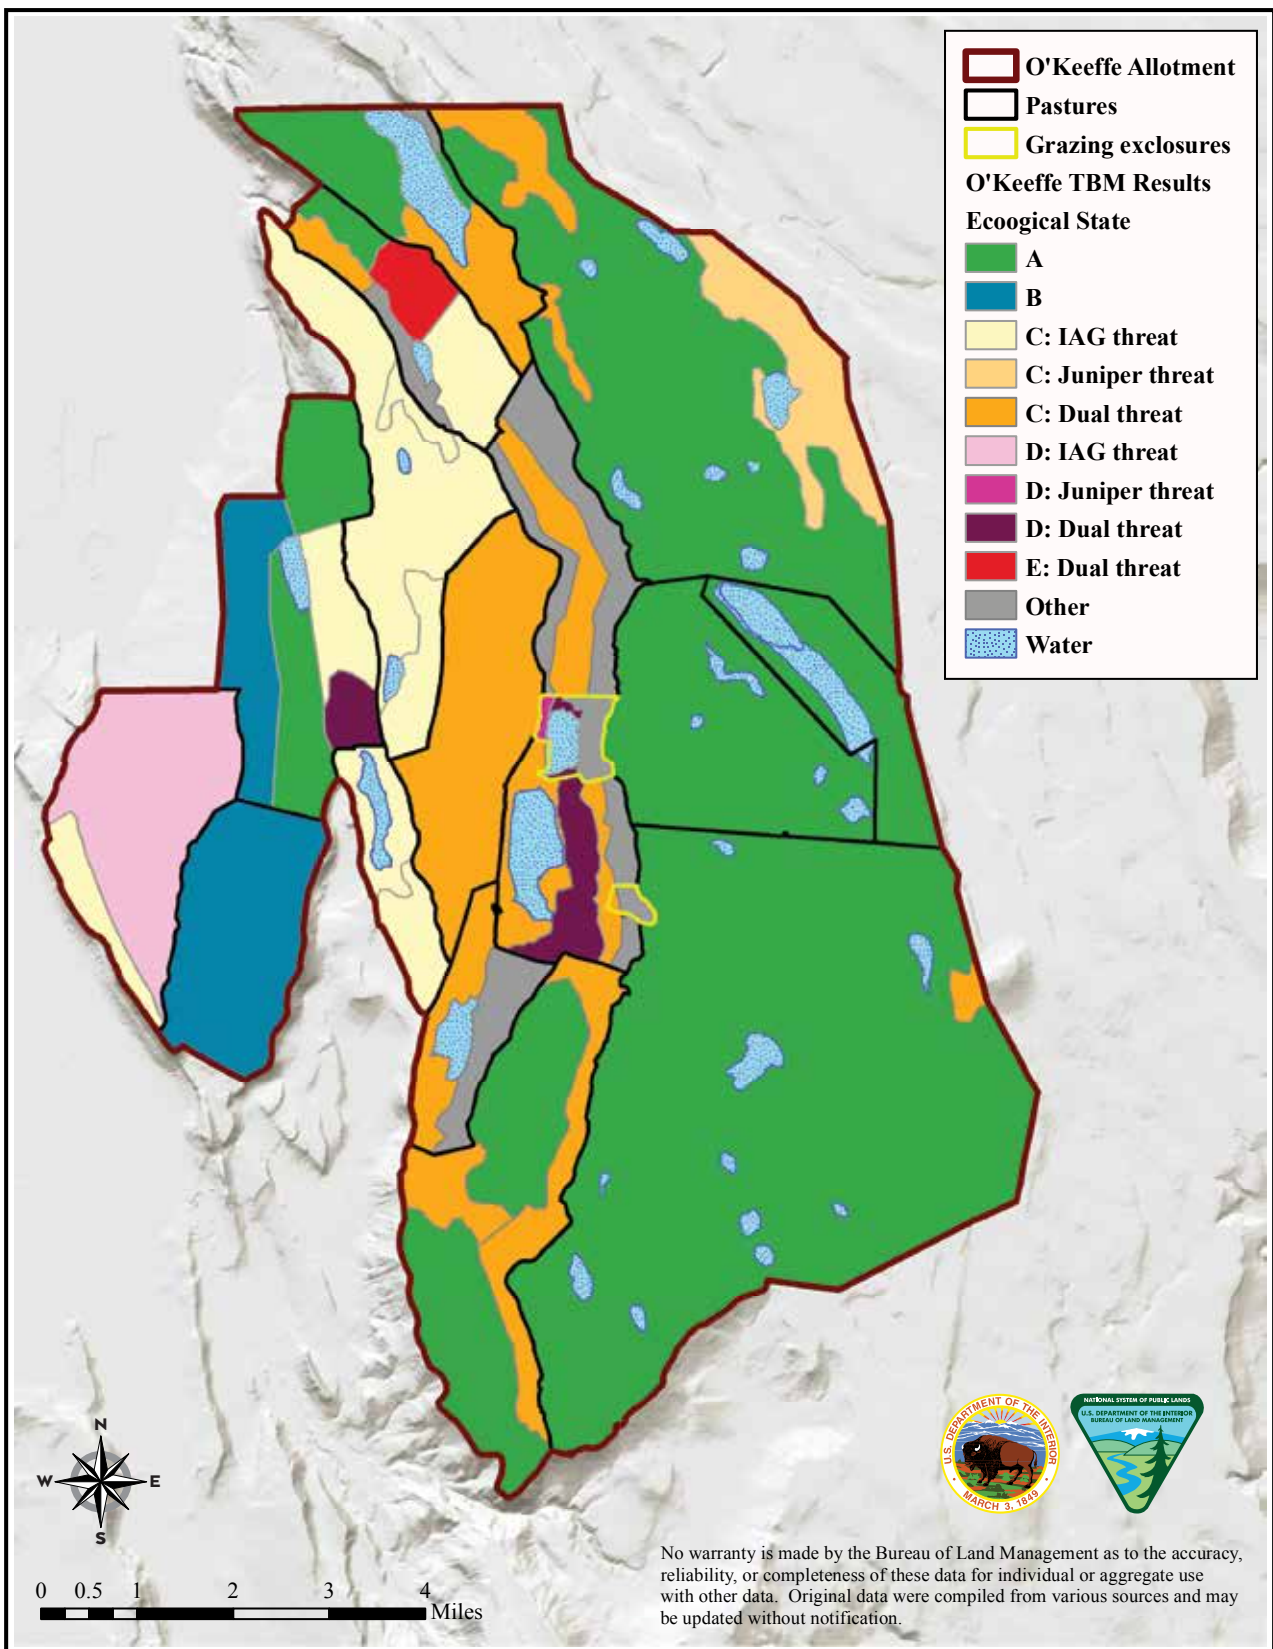 O'Keeffe Allotment
Pastures
Grazing exclosures
O'Keeffe TBM Results
Ecoogical State
A
B
C: IAG threat
C: Juniper threat
C: Dual threat
D: IAG threat
D: Juniper threat
D: Dual threat
E: Dual threat
Other
Water
N
W
E
S
0 0.5 1 2 3 4
Miles
U.S. DEPARTMENT OF THE INTERIOR
MARCH 3, 1849
NATIONAL SYSTEM OF PUBLIC LANDS
U.S. DEPARTMENT OF THE INTERIOR
BUREAU OF LAND MANAGEMENT
No warranty is made by the Bureau of Land Management as to the accuracy,
reliability, or completeness of these data for individual or aggregate use
with other data. Original data were compiled from various sources and may
be updated without notification.